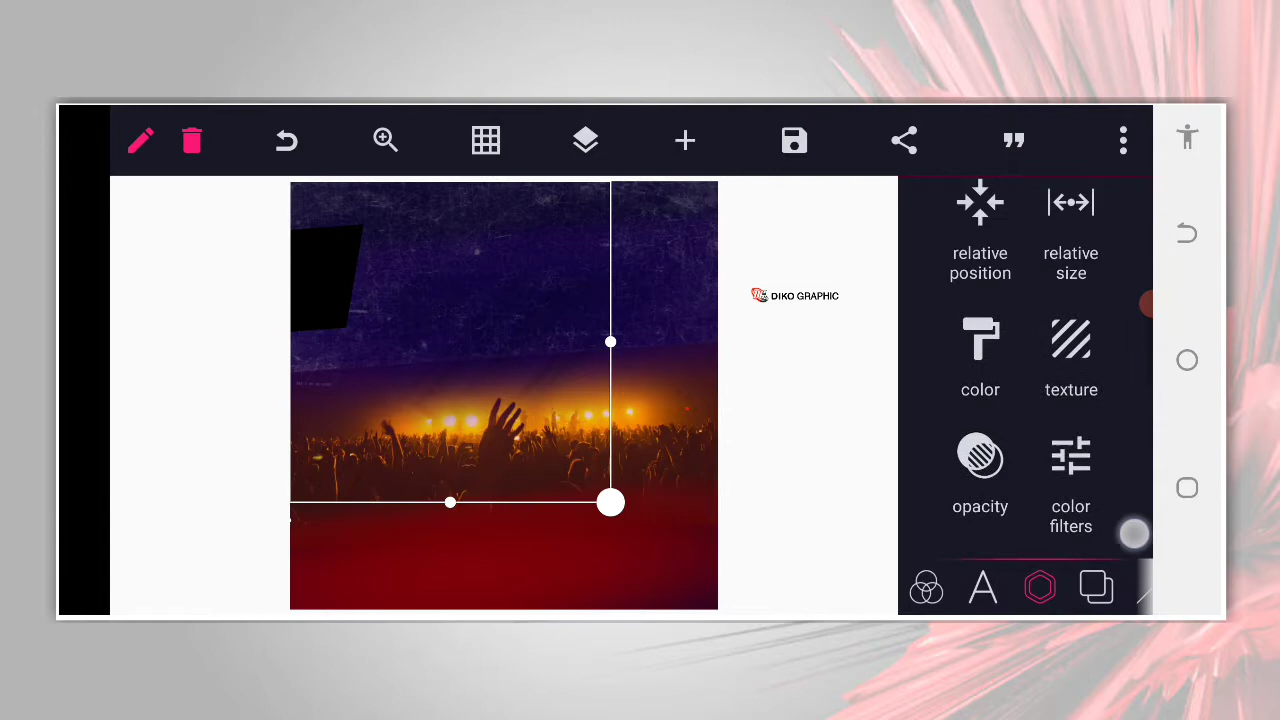 DIKO GRAPHIC
relative position
relative size
color
texture
opacity
color filters